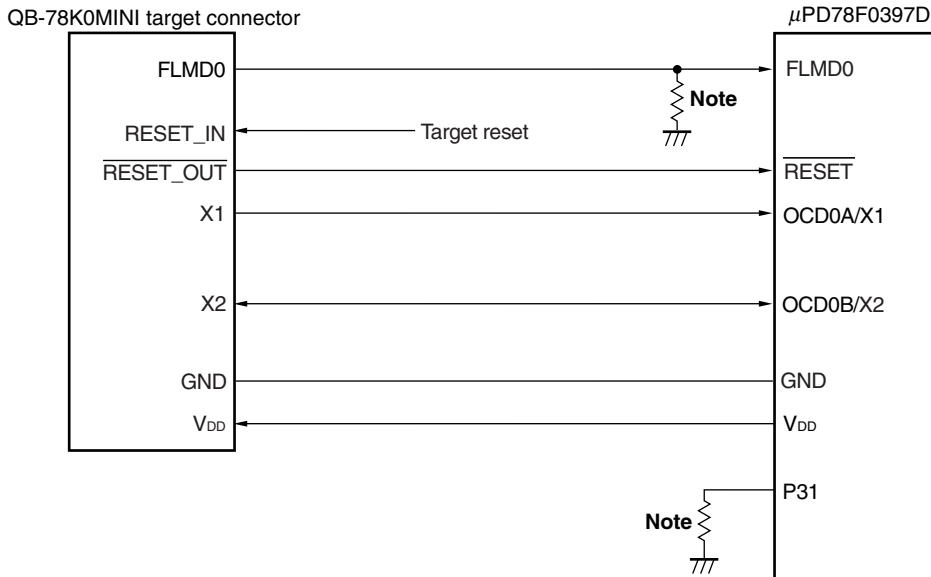 QB-78K0MINI target connector
μPD78F0397D
FLMD0
FLMD0
Note
RESET_IN
Target reset
RESET_OUT
RESET
X1
OCD0A/X1
X2
OCD0B/X2
GND
GND
VDD
VDD
P31
Note